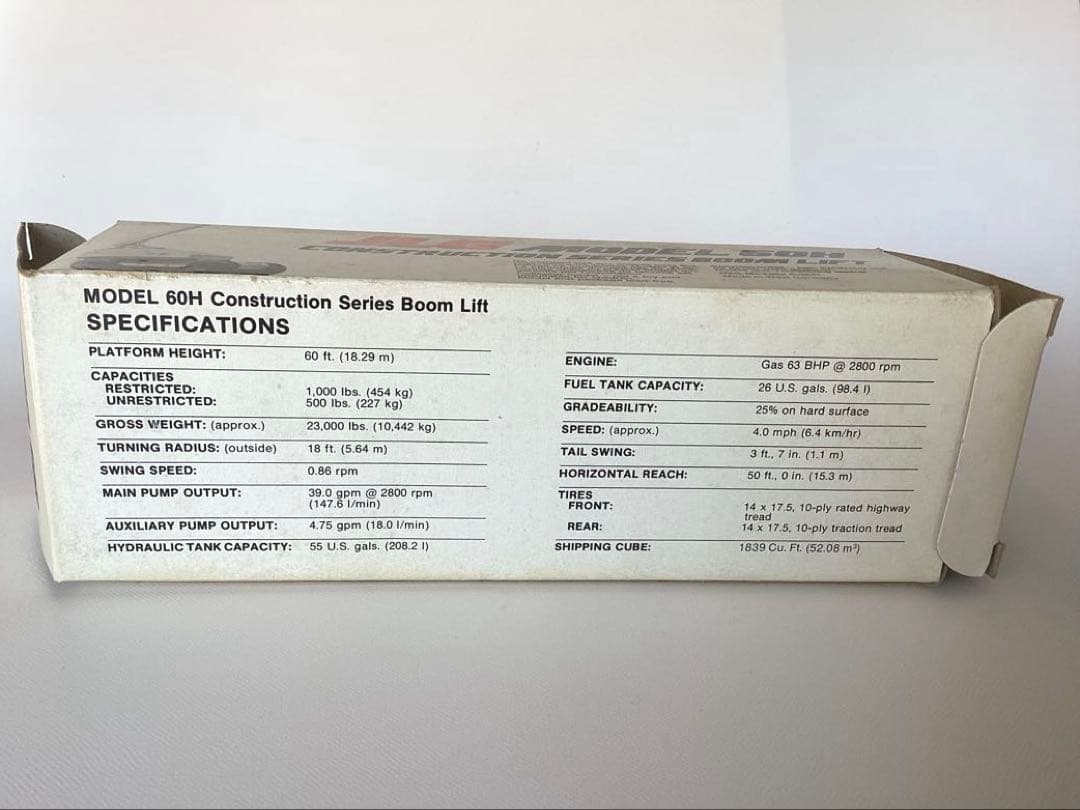 JLG MODEL 60H
CONSTRUCTION SERIES BOOM LIFT
MODEL 60H Construction Series Boom Lift
SPECIFICATIONS
PLATFORM HEIGHT: 60 ft. (18.29 m)
CAPACITIES
RESTRICTED: 1,000 lbs. (454 kg)
UNRESTRICTED: 500 lbs. (227 kg)
GROSS WEIGHT: (approx.) 23,000 lbs. (10,442 kg)
TURNING RADIUS: (outside) 18 ft. (5.64 m)
SWING SPEED: 0.86 rpm
MAIN PUMP OUTPUT: 39.0 gpm @ 2800 rpm
(147.6 l/min)
AUXILIARY PUMP OUTPUT: 4.75 gpm (18.0 l/min)
HYDRAULIC TANK CAPACITY: 55 U.S. gals. (208.2 l)
ENGINE: Gas 63 BHP @ 2800 rpm
FUEL TANK CAPACITY: 26 U.S. gals. (98.4 l)
GRADEABILITY: 25% on hard surface
SPEED: (approx.) 4.0 mph (6.4 km/hr)
TAIL SWING: 3 ft., 7 in. (1.1 m)
HORIZONTAL REACH: 50 ft., 0 in. (15.3 m)
TIRES
FRONT: 14 x 17.5, 10-ply rated highway
tread
REAR: 14 x 17.5, 10-ply traction tread
SHIPPING CUBE: 1839 Cu. Ft. (52.08 m³)